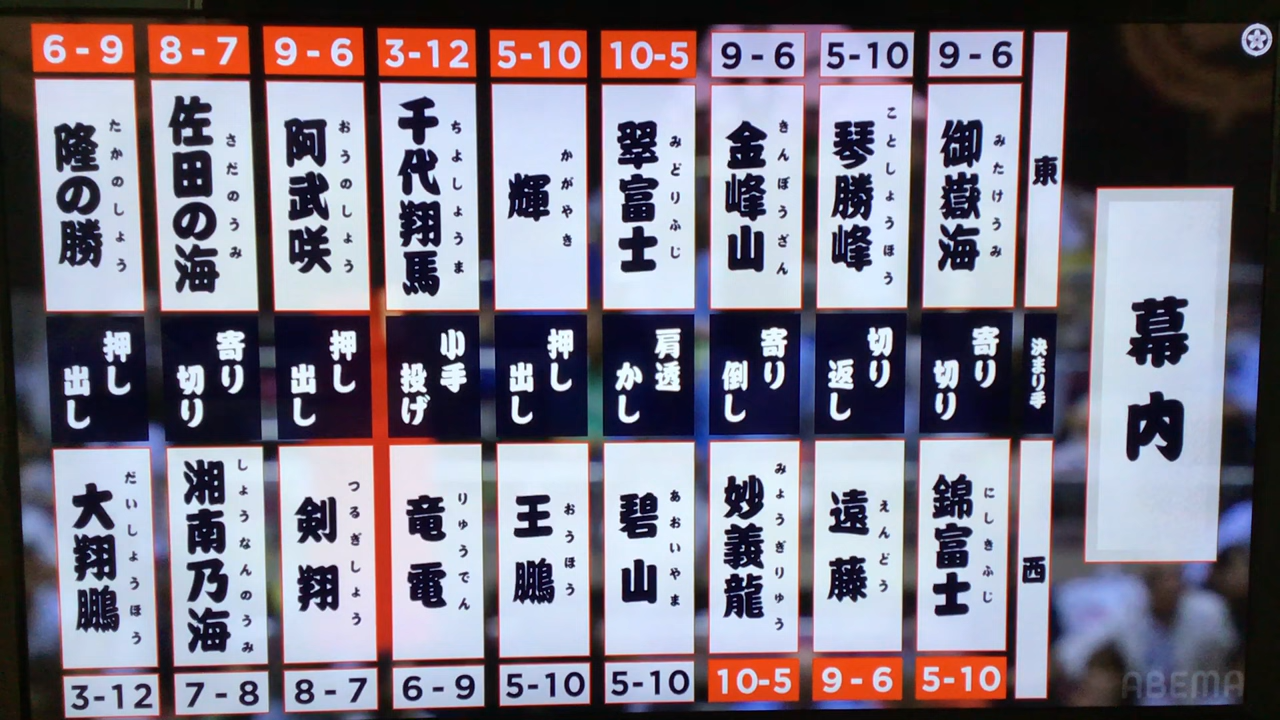 幕内
東
決まり手
西
9-6
御嶽海
みたけうみ
寄り切り
錦富士
にしきふじ
5-10
5-10
琴勝峰
ことしょうほう
切り返し
遠藤
えんどう
9-6
9-6
金峰山
きんぼうざん
寄り倒し
妙義龍
みょうぎりゅう
10-5
10-5
翠富士
みどりふじ
肩透かし
碧山
あおいやま
5-10
5-10
輝
かがやき
押し出し
王鵬
おうほう
5-10
3-12
千代翔馬
ちよしょうま
小手投げ
竜電
りゅうでん
6-9
9-6
阿武咲
おうのしょう
押し出し
剣翔
つるぎしょう
8-7
8-7
佐田の海
さだのうみ
寄り切り
湘南乃海
しょうなんのうみ
7-8
6-9
隆の勝
たかのしょう
押し出し
大翔鵬
だいしょうほう
3-12
ABEMA